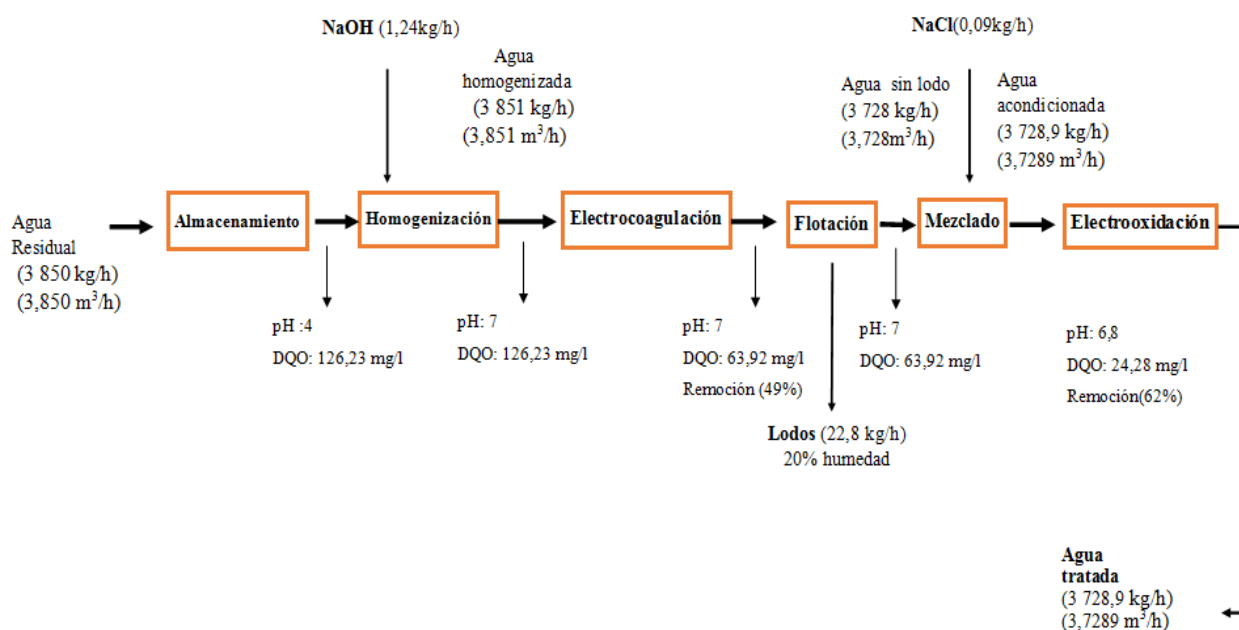 NaOH (1,24kg/h)
Agua
homogenizada
(3 851 kg/h)
(3,851 m³/h)
NaCl(0,09kg/h)
Agua sin lodo
(3 728 kg/h)
(3,728m³/h)
Agua
acondicionada
(3 728,9 kg/h)
(3,7289 m³/h)
Agua
Residual
(3 850 kg/h)
(3,850 m³/h)
Almacenamiento
Homogenización
Electrocoagulación
Flotación
Mezclado
Electrooxidación
pH :4
DQO: 126,23 mg/l
pH: 7
DQO: 126,23 mg/l
pH: 7
DQO: 63,92 mg/l
Remoción (49%)
pH: 7
DQO: 63,92 mg/l
pH: 6,8
DQO: 24,28 mg/l
Remoción(62%)
Lodos (22,8 kg/h)
20% humedad
Agua
tratada
(3 728,9 kg/h)
(3,7289 m³/h)